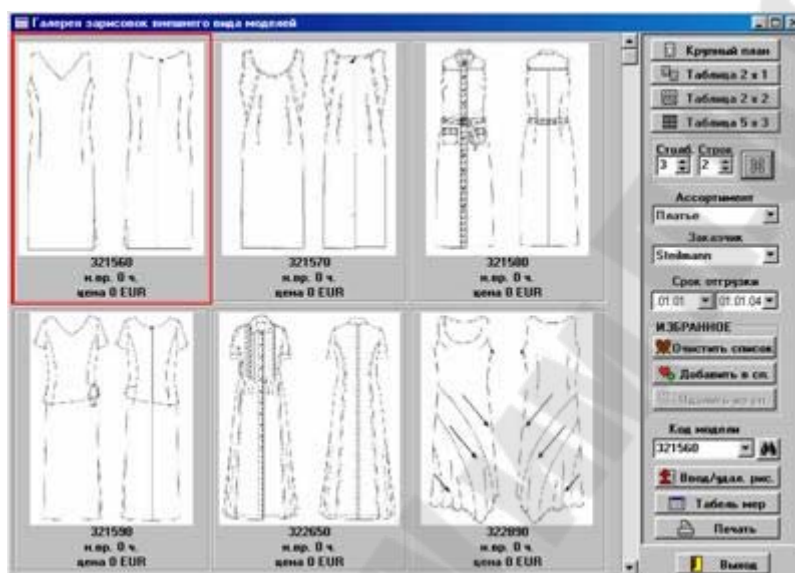 Галерея зарисовок внешнего вида моделей
321560
н.вр. 0 ч.
цена 0 EUR
321570
н.вр. 0 ч.
цена 0 EUR
321580
н.вр. 0 ч.
цена 0 EUR
321590
н.вр. 0 ч.
цена 0 EUR
322650
н.вр. 0 ч.
цена 0 EUR
322890
н.вр. 0 ч.
цена 0 EUR
Крупный план
Таблица 2 x 1
Таблица 2 x 2
Таблица 5 x 3
Столб. Строк
3 2
Ассортимент
Платье
Заказчик
Steilmann
Срок отгрузки
01.01 01.01.04
ИЗБРАННОЕ
Очистить список
Добавить в сп.
Код модели
321560
Ввод/удал. рис.
Табель мер
Печать
Выход